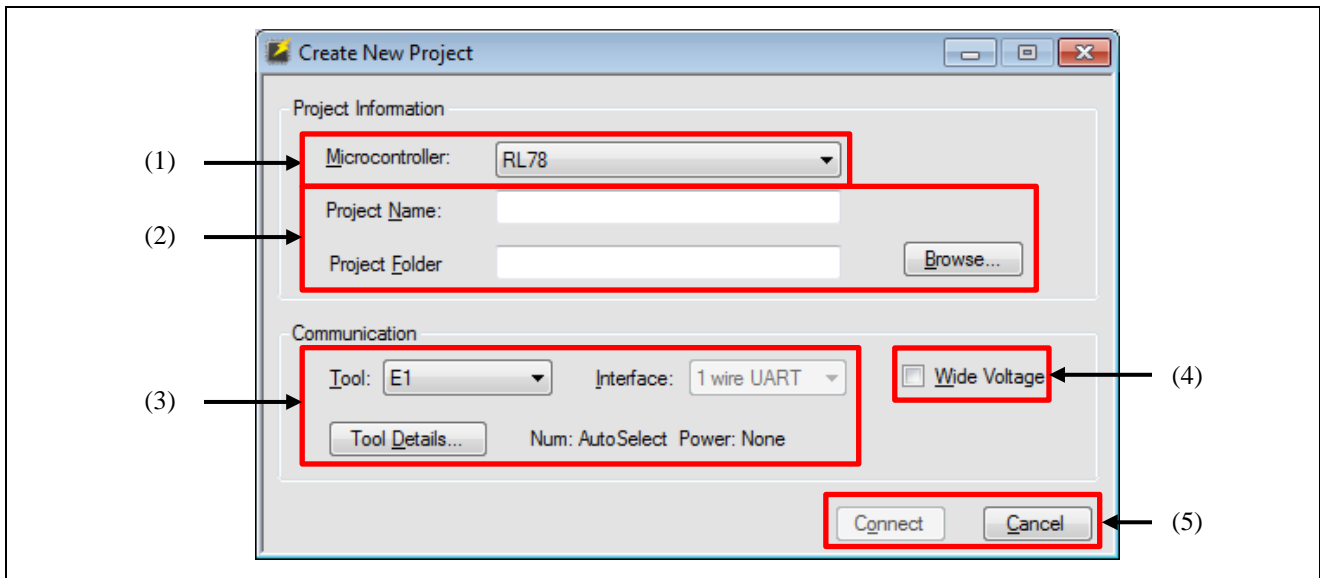 Create New Project
Project Information
(1)
Microcontroller: RL78
(2)
Project Name:
Project Folder Browse...
Communication
(3)
Tool: E1 Interface: 1 wire UART Wide Voltage
(4)
Tool Details... Num: AutoSelect Power: None
Connect Cancel
(5)